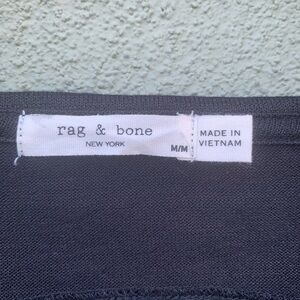 rag & bone
NEW YORK
M/M
MADE IN
VIETNAM